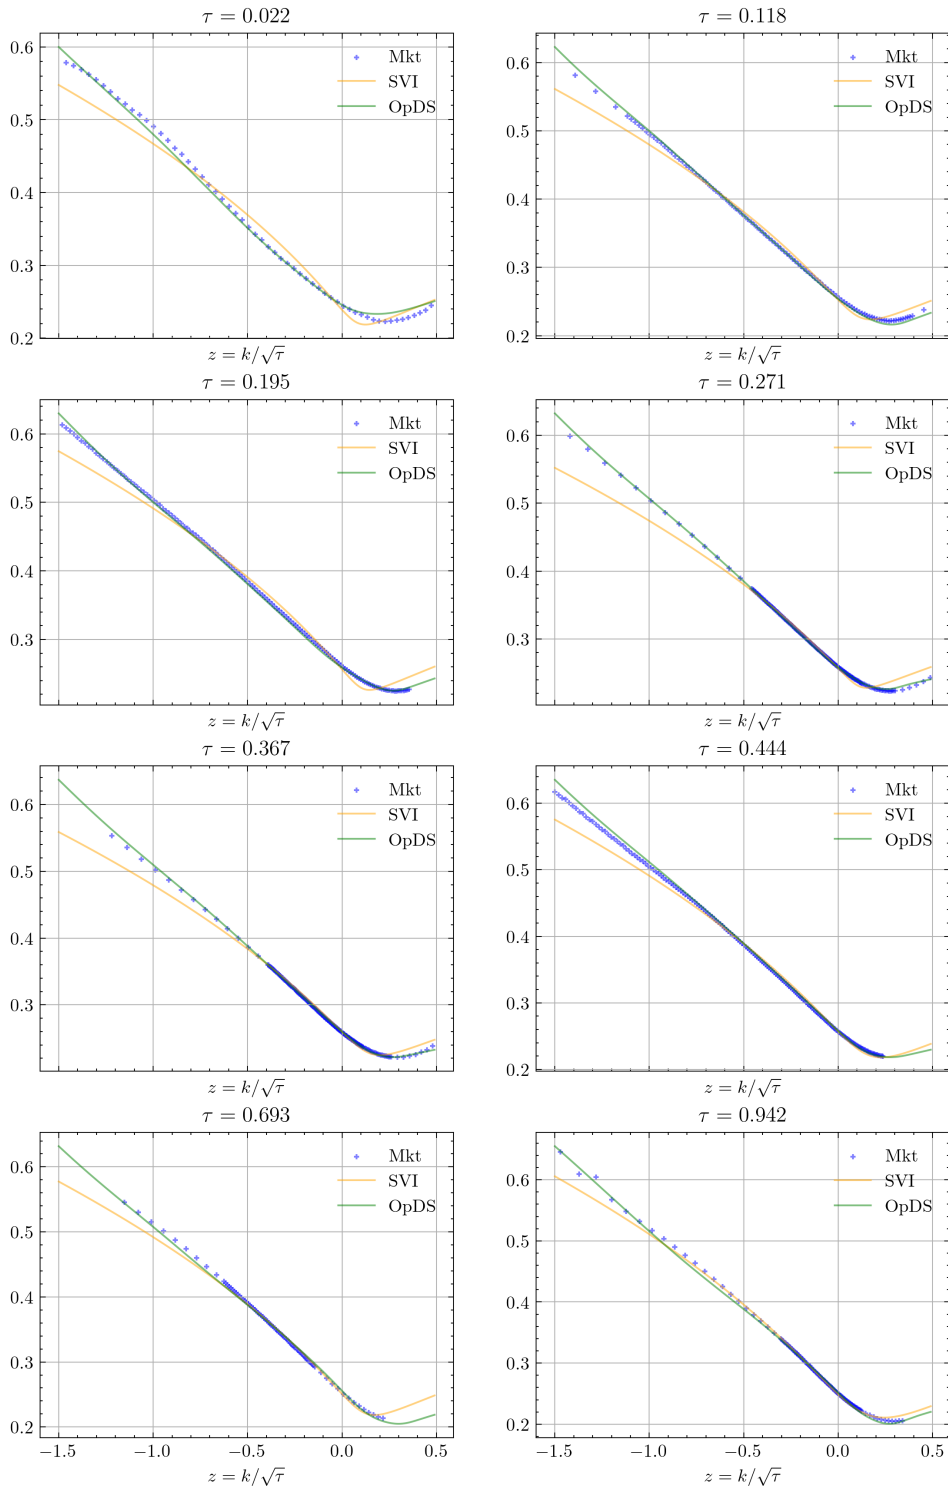 τ = 0.022
τ = 0.118
0.6
0.5
0.4
0.3
0.2
Mkt
SVI
OpDS
z = k/√τ
0.6
0.5
0.4
0.3
0.2
Mkt
SVI
OpDS
z = k/√τ
τ = 0.195
τ = 0.271
0.6
0.5
0.4
0.3
Mkt
SVI
OpDS
z = k/√τ
0.6
0.5
0.4
0.3
Mkt
SVI
OpDS
z = k/√τ
τ = 0.367
τ = 0.444
0.6
0.5
0.4
0.3
Mkt
SVI
OpDS
z = k/√τ
0.6
0.5
0.4
0.3
0.2
Mkt
SVI
OpDS
z = k/√τ
τ = 0.693
τ = 0.942
0.6
0.5
0.4
0.3
0.2
Mkt
SVI
OpDS
−1.5 −1.0 −0.5 0.0 0.5
z = k/√τ
0.6
0.5
0.4
0.3
0.2
Mkt
SVI
OpDS
−1.5 −1.0 −0.5 0.0 0.5
z = k/√τ